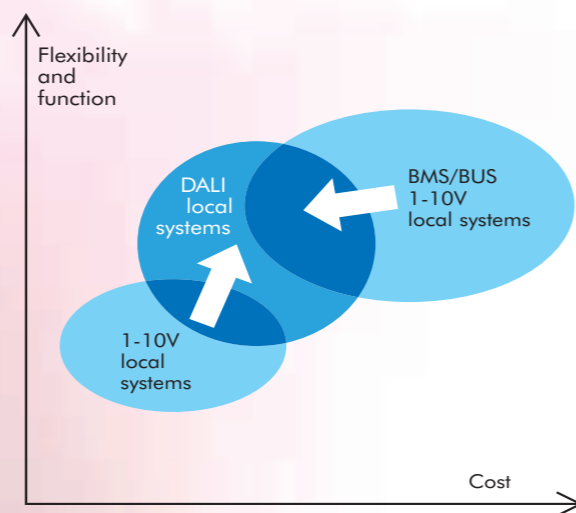 Flexibility
and
function
DALI
local
systems
BMS/BUS
1-10V
local systems
1-10V
local
systems
Cost